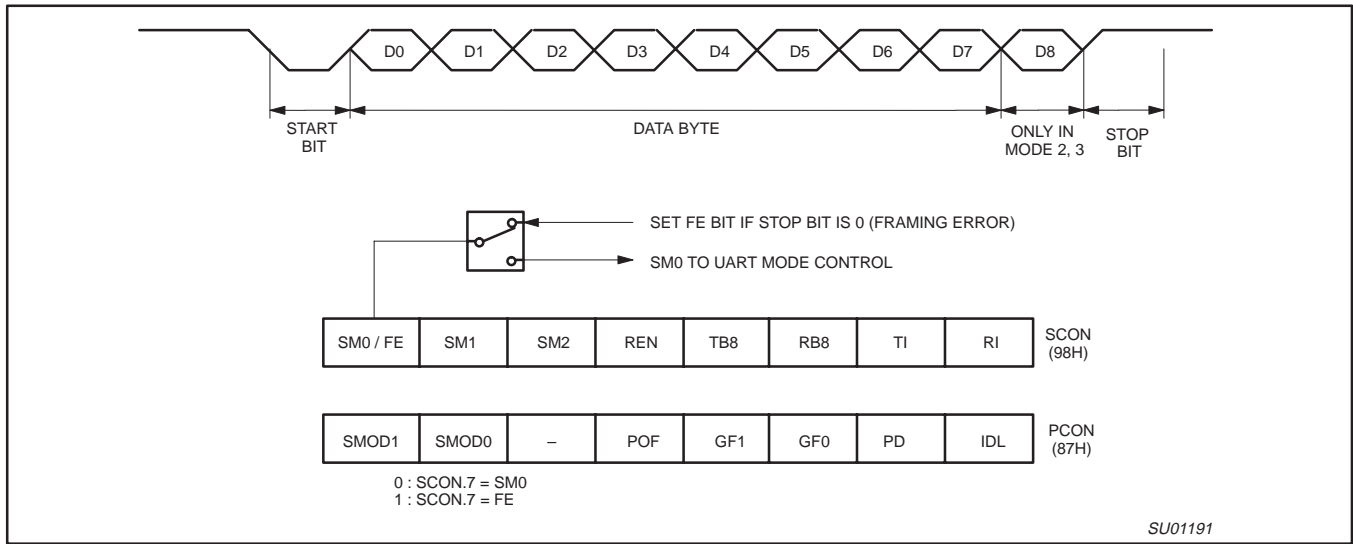 D0 D1 D2 D3 D4 D5 D6 D7 D8
START
BIT
DATA BYTE
ONLY IN
MODE 2, 3
STOP
BIT
SET FE BIT IF STOP BIT IS 0 (FRAMING ERROR)
SM0 TO UART MODE CONTROL
SM0 / FE SM1 SM2 REN TB8 RB8 TI RI
SCON
(98H)
SMOD1 SMOD0 – POF GF1 GF0 PD IDL
PCON
(87H)
0 : SCON.7 = SM0
1 : SCON.7 = FE
SU01191